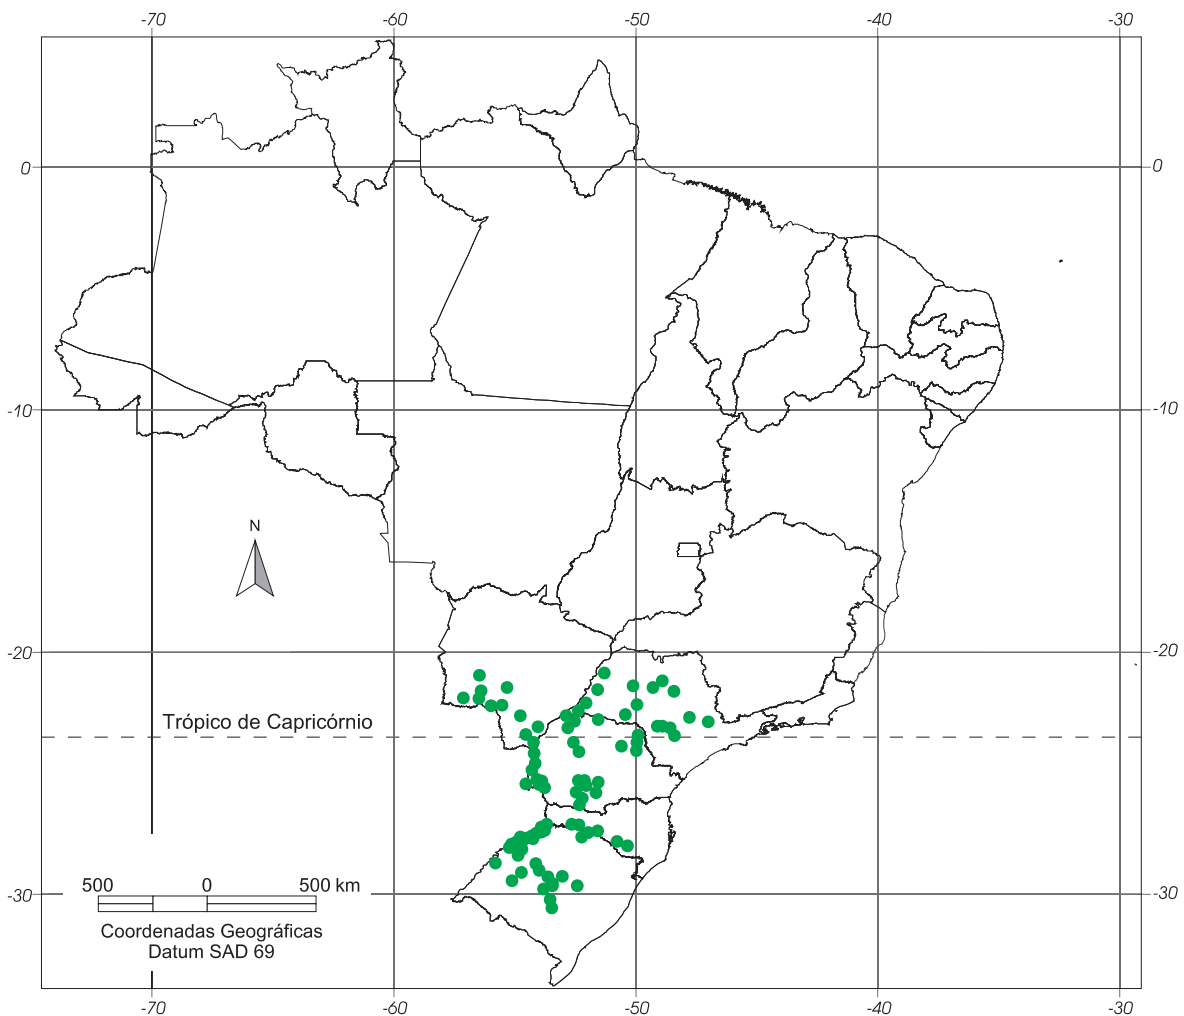 -70 -60 -50 -40 -30
0 0
-10 -10
N
-20 -20
Trópico de Capricórnio
500 0 500 km
-30 -30
Coordenadas Geográficas
Datum SAD 69
-70 -60 -50 -40 -30